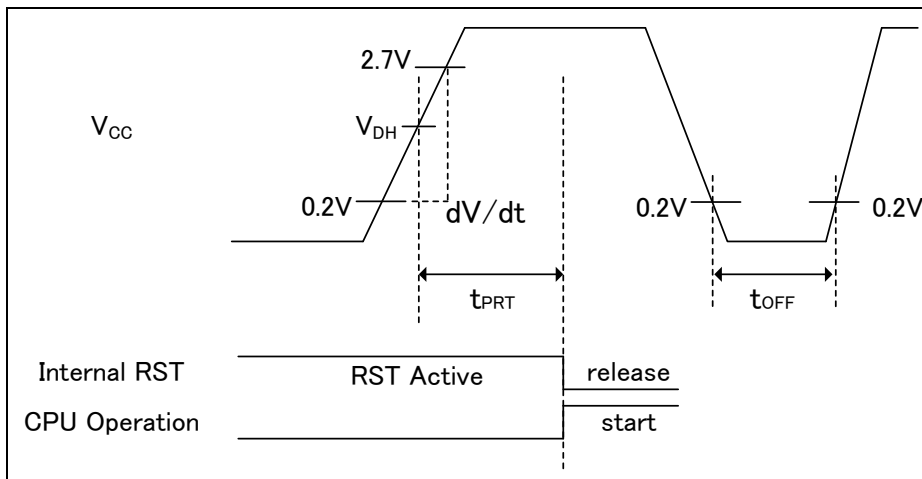 2.7V
VCC
VDH
0.2V
dV/dt
0.2V
0.2V
tPRT
tOFF
Internal RST
RST Active
release
CPU Operation
start